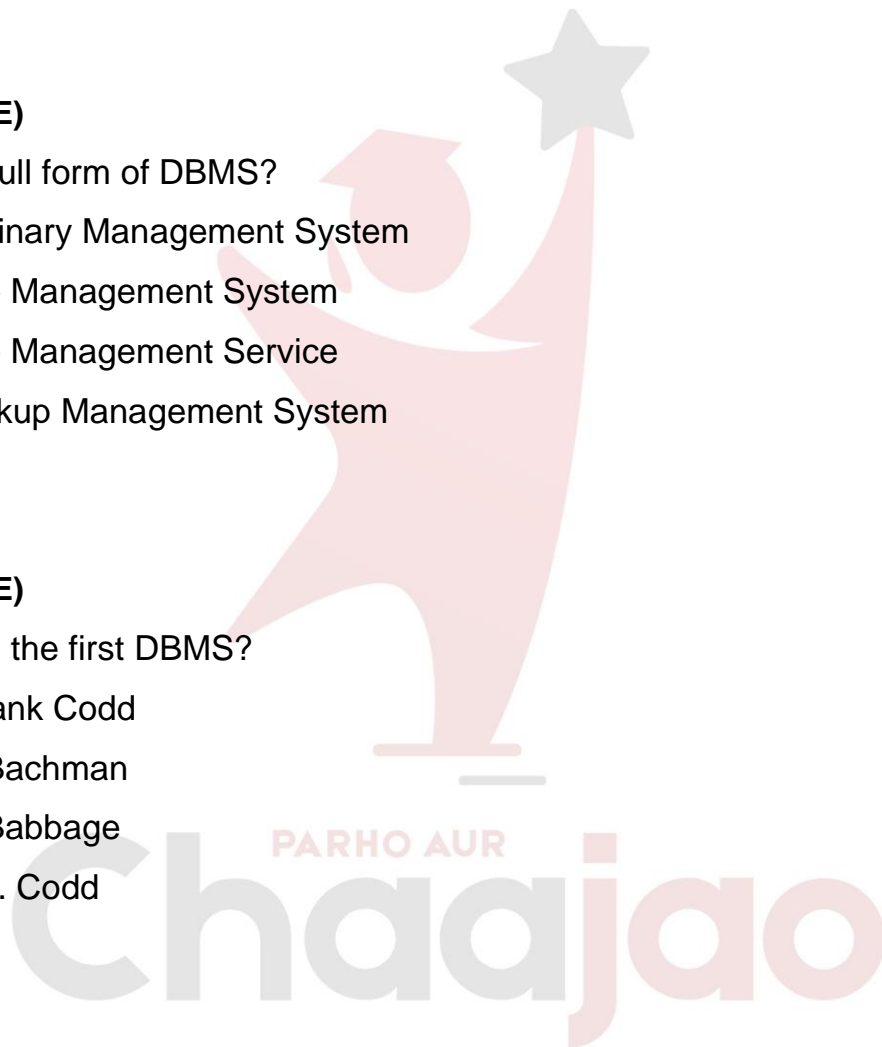 E)
ull form of DBMS?
inary Management System
Management System
Management Service
kup Management System
E)
the first DBMS?
ank Codd
Bachman
Babbage
. Codd
PARHO AUR
Chaajao